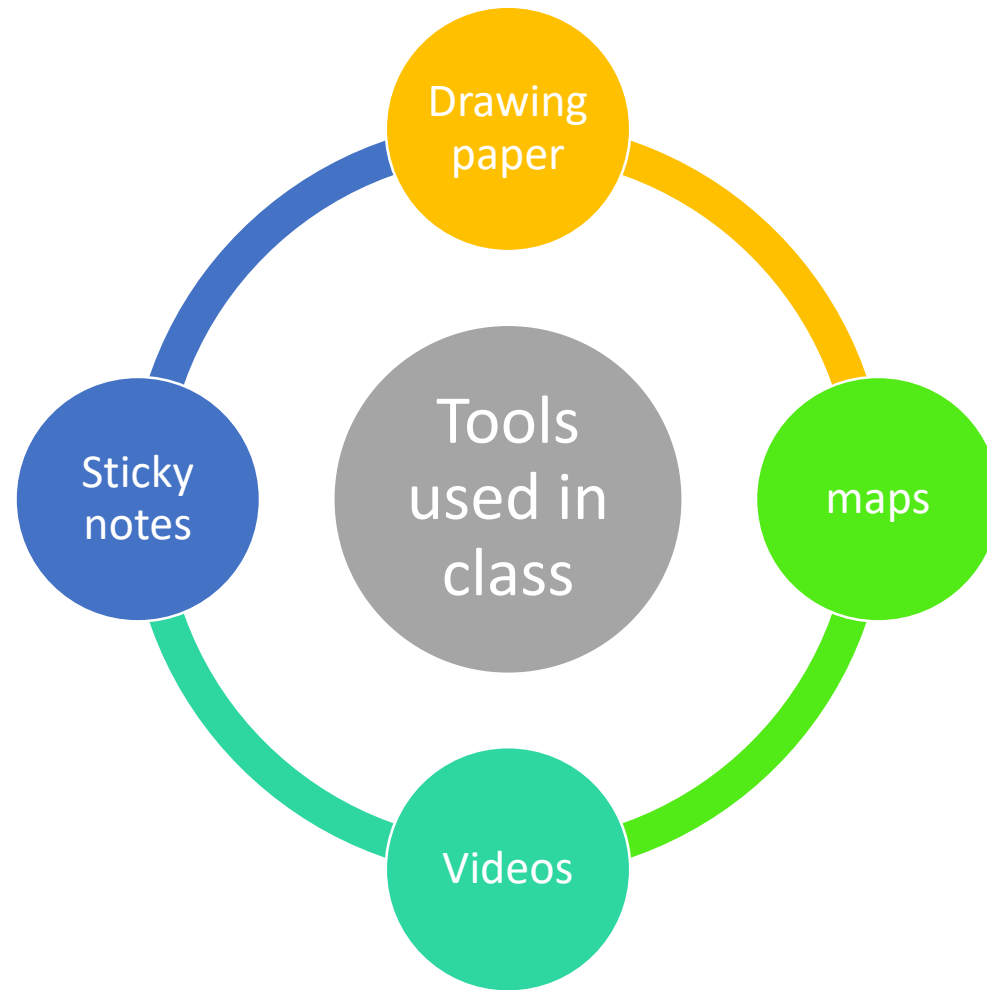 Drawing
paper
Tools
used in
class
Sticky
notes
maps
Videos